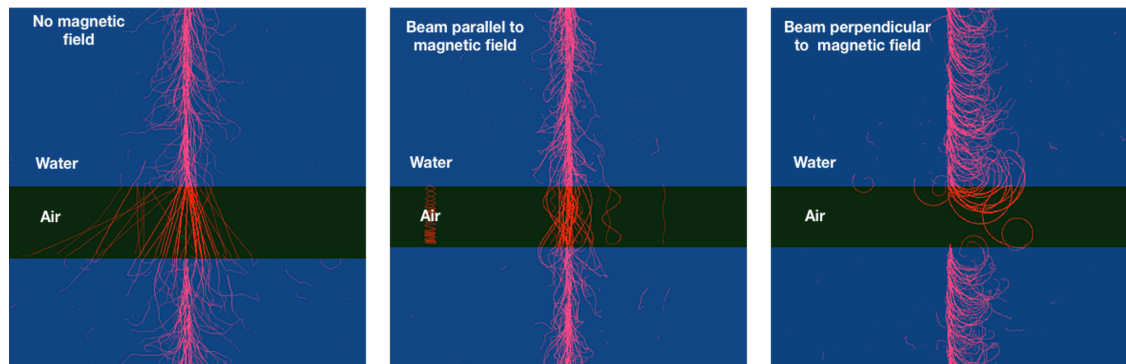 No magnetic
field
Water
Air
Beam parallel to
magnetic field
Water
Air
Beam perpendicular
to magnetic field
Water
Air